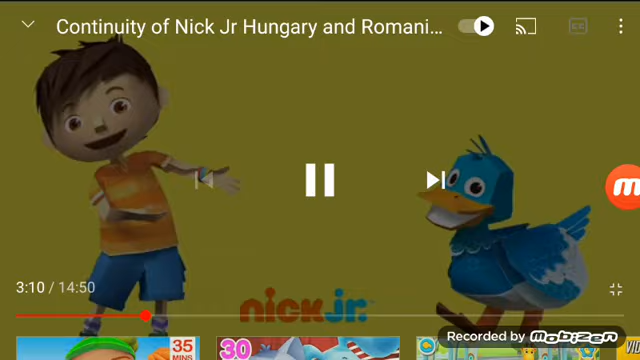 Continuity of Nick Jr Hungary and Romani...
3:10 / 14:50
nick jr.
Recorded by mobizen
35
MINS
30